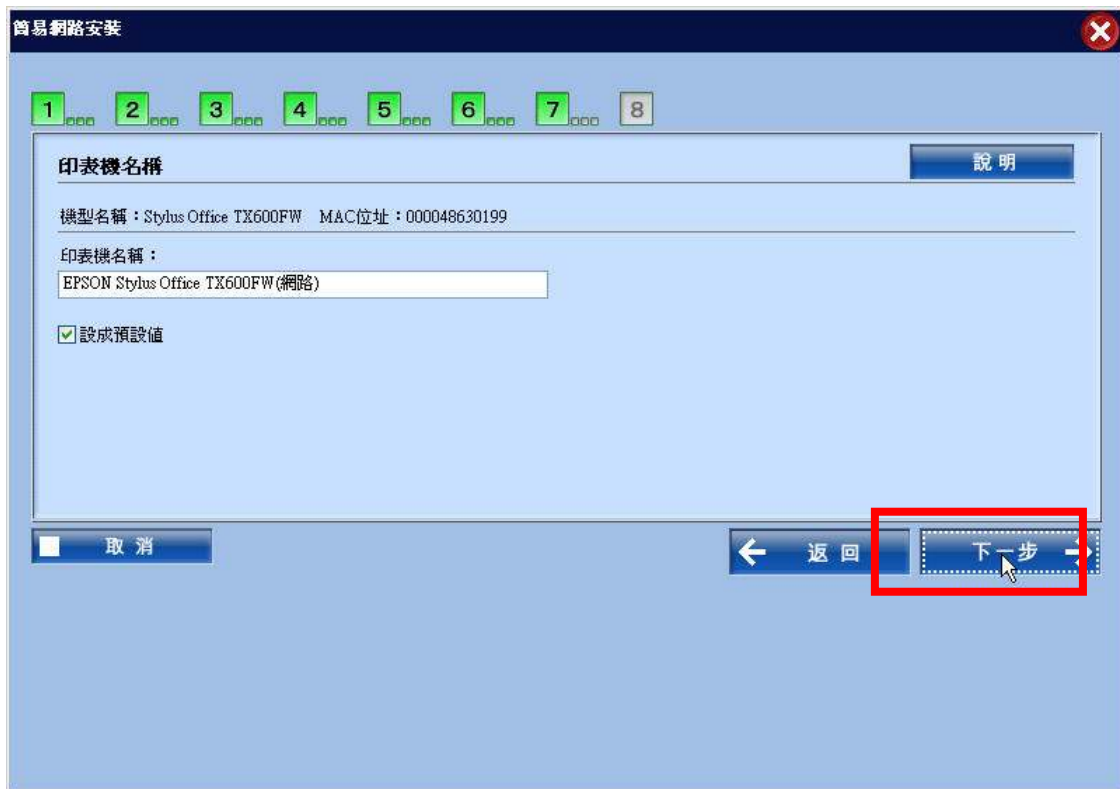 簡易網路安裝
1 2 3 4 5 6 7 8
印表機名稱
說明
機型名稱：Stylus Office TX600FW MAC位址：000048630199
印表機名稱：
EPSON Stylus Office TX600FW(網路)
設成預設值
取消
返回
下一步